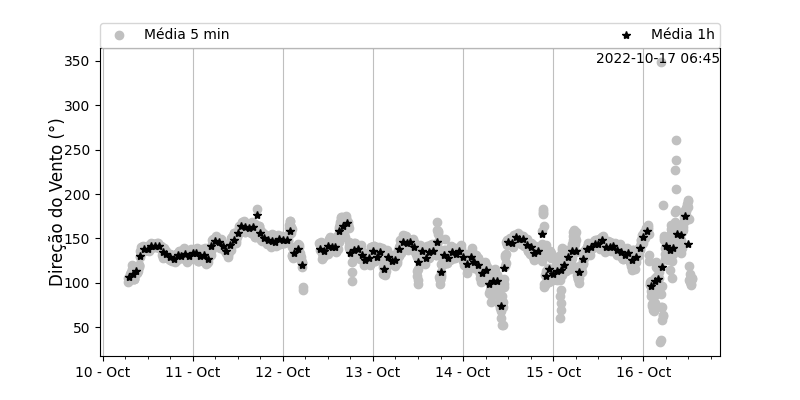 Média 5 min
Média 1h
2022-10-17 06:45
Direção do Vento (°)
350
300
250
200
150
100
50
10 - Oct
11 - Oct
12 - Oct
13 - Oct
14 - Oct
15 - Oct
16 - Oct